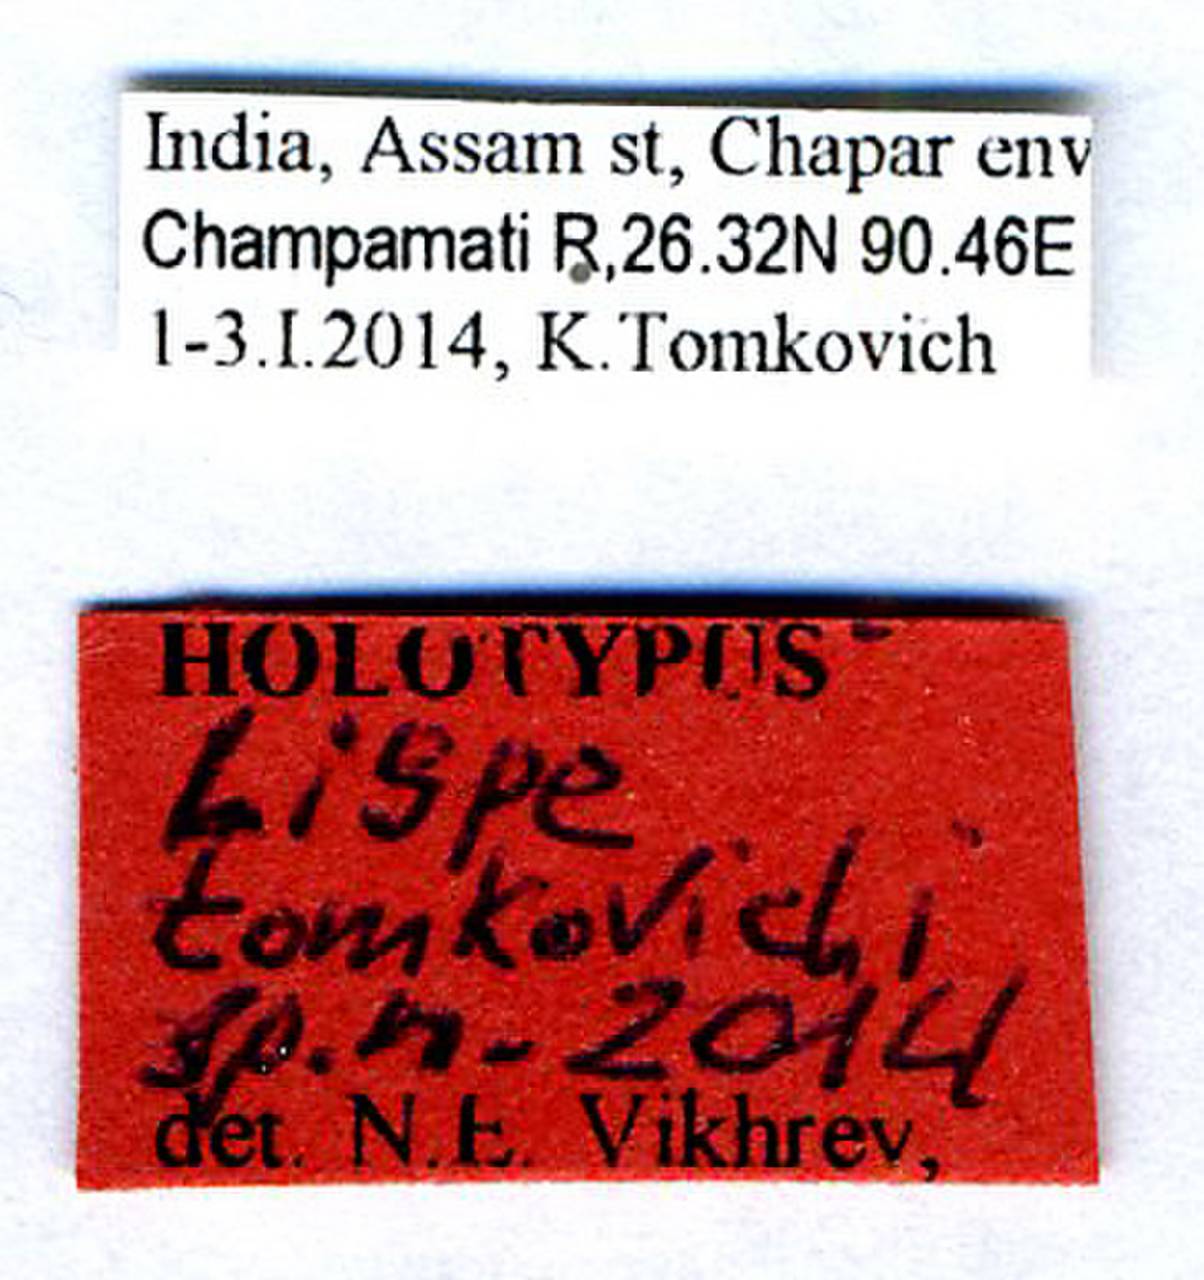 India, Assam st, Chapar env
Champamati R,26.32N 90.46E
1-3.I.2014, K.Tomkovich
HOLOTYPUS
Lispe
tomkovichi
sp.n. 2014
det. N.E. Vikhrev,